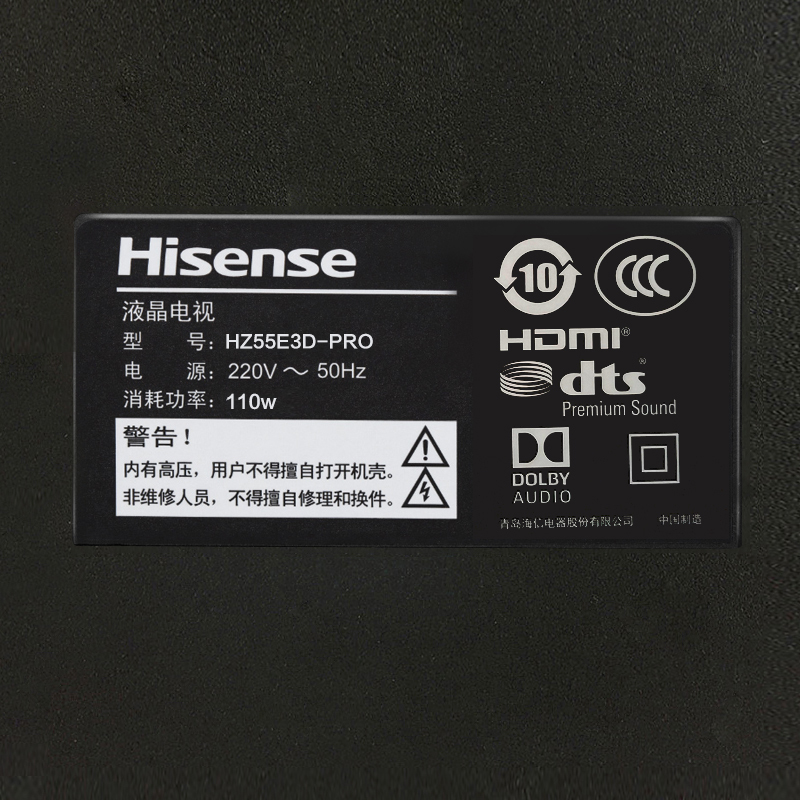 Hisense
液晶电视
型 号: HZ55E3D-PRO
电 源: 220V ～ 50Hz
消耗功率: 110w
警告！
内有高压，用户不得擅自打开机壳。
非维修人员，不得擅自修理和换件。
10
CCC
HDMI®
dts®
Premium Sound
DOLBY
AUDIO
青岛海信电器股份有限公司 中国制造